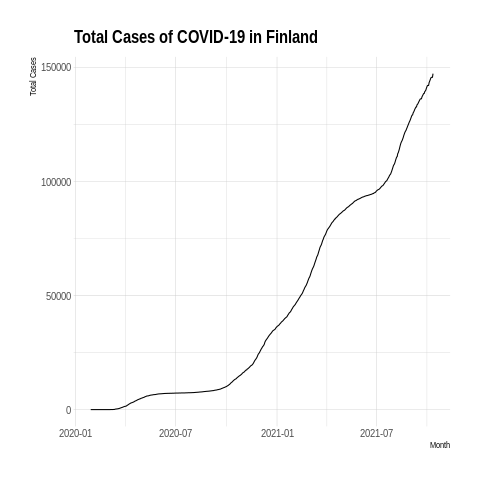 Total Cases of COVID-19 in Finland
Total Cases
150000
100000
50000
0
2020-01
2020-07
2021-01
2021-07
Month